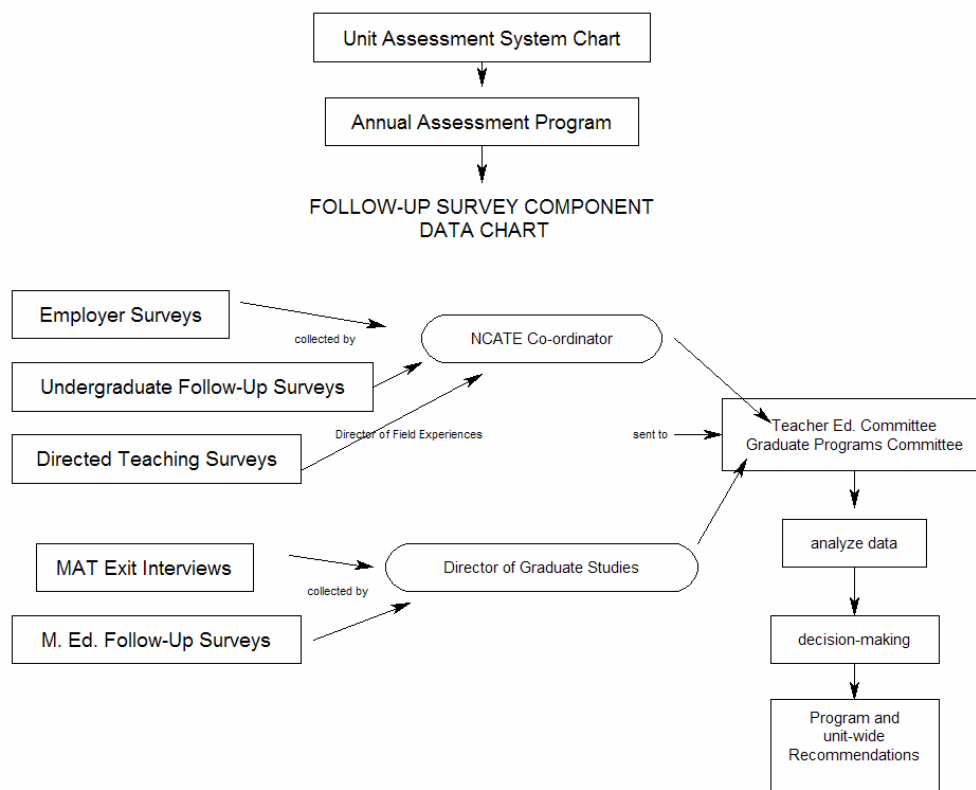 Unit Assessment System Chart
Annual Assessment Program
FOLLOW-UP SURVEY COMPONENT
DATA CHART
Employer Surveys
collected by
NCATE Co-ordinator
Undergraduate Follow-Up Surveys
Directed Teaching Surveys
Director of Field Experiences
sent to
Teacher Ed. Committee
Graduate Programs Committee
MAT Exit Interviews
collected by
Director of Graduate Studies
M. Ed. Follow-Up Surveys
analyze data
decision-making
Program and
unit-wide
Recommendations